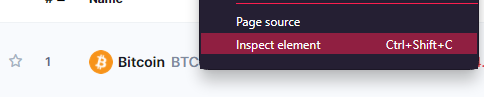 Name
Page source
Inspect element Ctrl+Shift+C
1 Bitcoin BTC